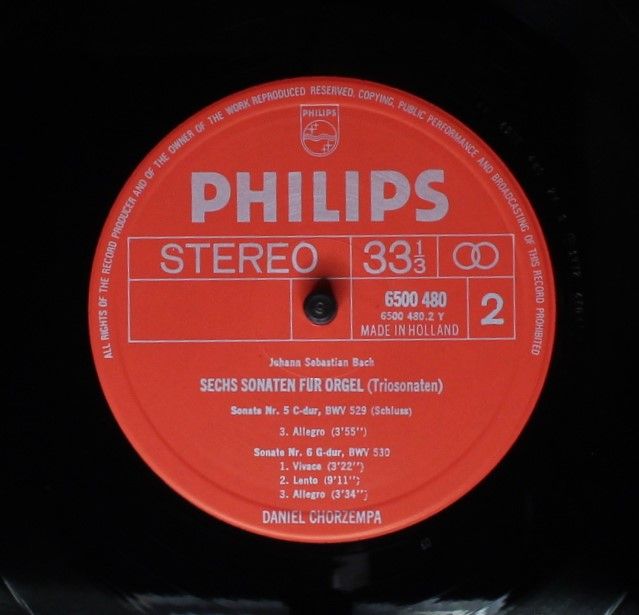 ALL RIGHTS OF THE RECORD PRODUCER AND OF THE OWNER OF THE WORK REPRODUCED RESERVED. COPYING, PUBLIC PERFORMANCE AND BROADCASTING OF THIS RECORD PROHIBITED
PHILIPS
PHILIPS
STEREO 33 1/3
6500 480
6500 480.2 Y
MADE IN HOLLAND
2
Johann Sebastian Bach
SECHS SONATEN FÜR ORGEL (Triosonaten)
Sonate Nr. 5 C-dur, BWV 529 (Schluss)
3. Allegro (3'55'')
Sonate Nr. 6 G-dur, BWV 530
1. Vivace (3'22'')
2. Lento (9'11'')
3. Allegro (3'34'')
DANIEL CHORZEMPA